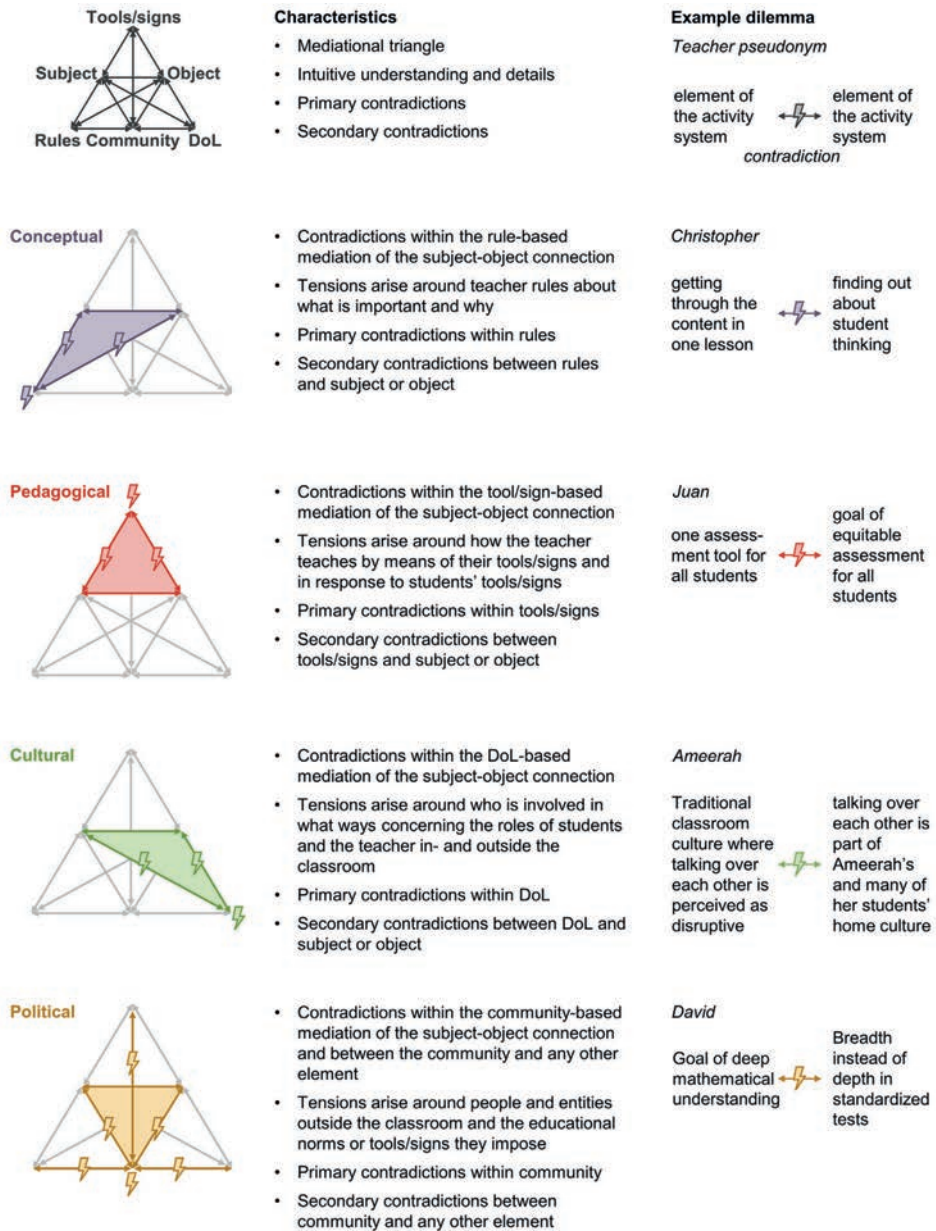 Tools/signs
Subject Object
Rules Community DoL
Characteristics
• Mediational triangle
• Intuitive understanding and details
• Primary contradictions
• Secondary contradictions
Example dilemma
Teacher pseudonym
element of
the activity
system
element of
the activity
system
contradiction
Conceptual
• Contradictions within the rule-based
mediation of the subject-object connection
• Tensions arise around teacher rules about
what is important and why
• Primary contradictions within rules
• Secondary contradictions between rules
and subject or object
Christopher
getting
through the
content in
one lesson
finding out
about
student
thinking
Pedagogical
• Contradictions within the tool/sign-based
mediation of the subject-object connection
• Tensions arise around how the teacher
teaches by means of their tools/signs and
in response to students' tools/signs
• Primary contradictions within tools/signs
• Secondary contradictions between
tools/signs and subject or object
Juan
one assess-
ment tool for
all students
goal of
equitable
assessment
for all
students
Cultural
• Contradictions within the DoL-based
mediation of the subject-object connection
• Tensions arise around who is involved in
what ways concerning the roles of students
and the teacher in- and outside the
classroom
• Primary contradictions within DoL
• Secondary contradictions between DoL and
subject or object
Ameerah
Traditional
classroom
culture where
talking over
each other is
perceived as
disruptive
talking over
each other is
part of
Ameerah's
and many of
her students'
home culture
Political
• Contradictions within the community-based
mediation of the subject-object connection
and between the community and any other
element
• Tensions arise around people and entities
outside the classroom and the educational
norms or tools/signs they impose
• Primary contradictions within community
• Secondary contradictions between
community and any other element
David
Goal of deep
mathematical
understanding
Breadth
instead of
depth in
standardized
tests